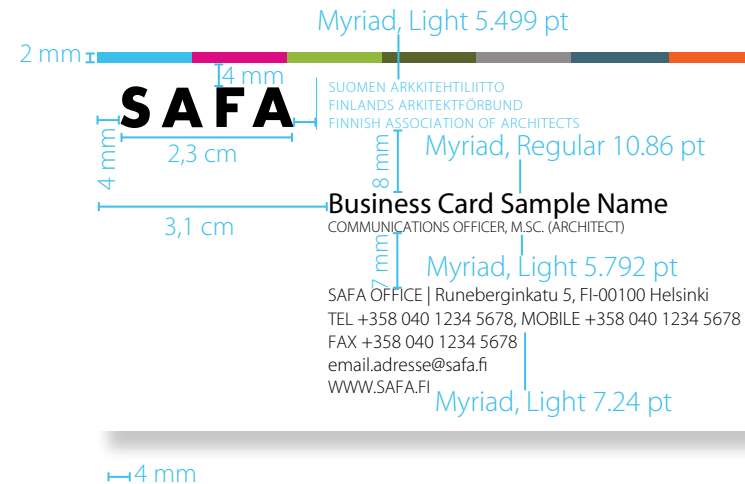 Myriad, Light 5.499 pt
2 mm
4 mm
SAFA
SUOMEN ARKKITEHTILIITTO
FINLANDS ARKITEKTFÖRBUND
FINNISH ASSOCIATION OF ARCHITECTS
4 mm
2,3 cm
8 mm
Myriad, Regular 10.86 pt
3,1 cm
Business Card Sample Name
COMMUNICATIONS OFFICER, M.SC. (ARCHITECT)
7 mm
Myriad, Light 5.792 pt
SAFA OFFICE | Runeberginkatu 5, FI-00100 Helsinki
TEL +358 040 1234 5678, MOBILE +358 040 1234 5678
FAX +358 040 1234 5678
email.adresse@safa.fi
WWW.SAFA.FI
Myriad, Light 7.24 pt
4 mm